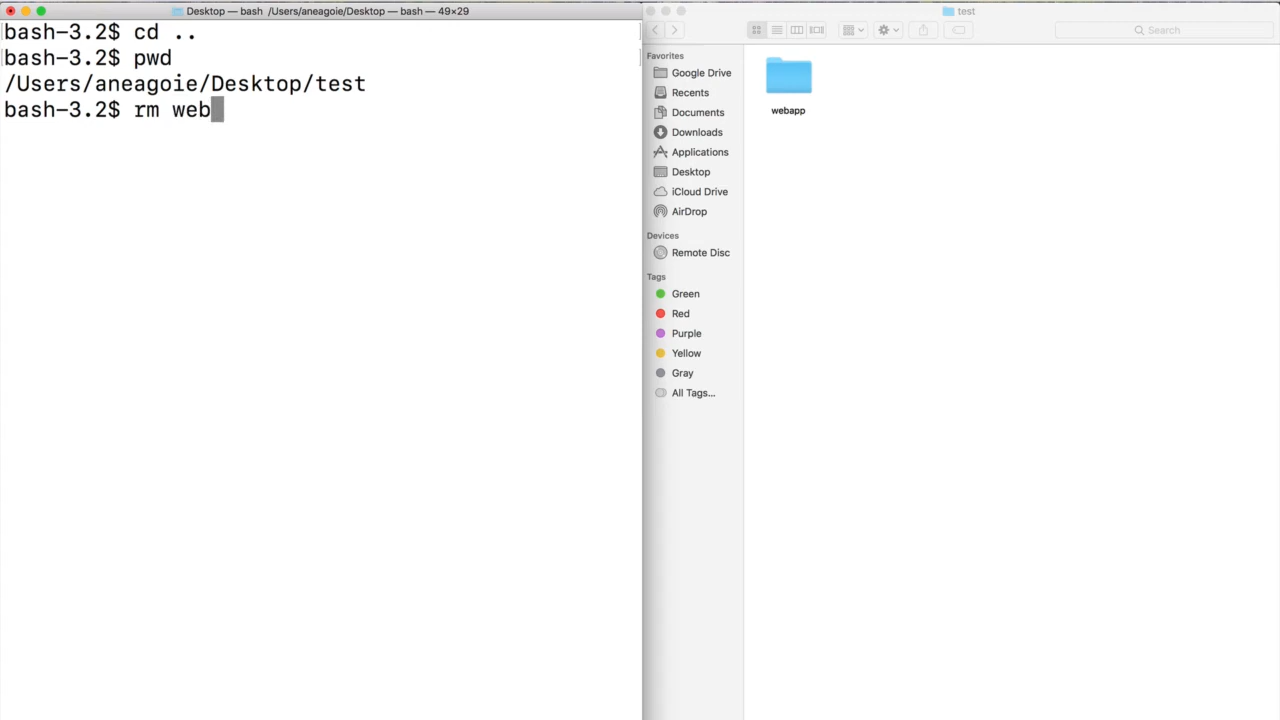 Desktop — bash /Users/aneagoie/Desktop — bash — 49×29
bash-3.2$ cd ..
bash-3.2$ pwd
/Users/aneagoie/Desktop/test
bash-3.2$ rm web
test
Search
Favorites
Google Drive
Recents
Documents
Downloads
Applications
Desktop
iCloud Drive
AirDrop
Devices
Remote Disc
Tags
Green
Red
Purple
Yellow
Gray
All Tags...
webapp